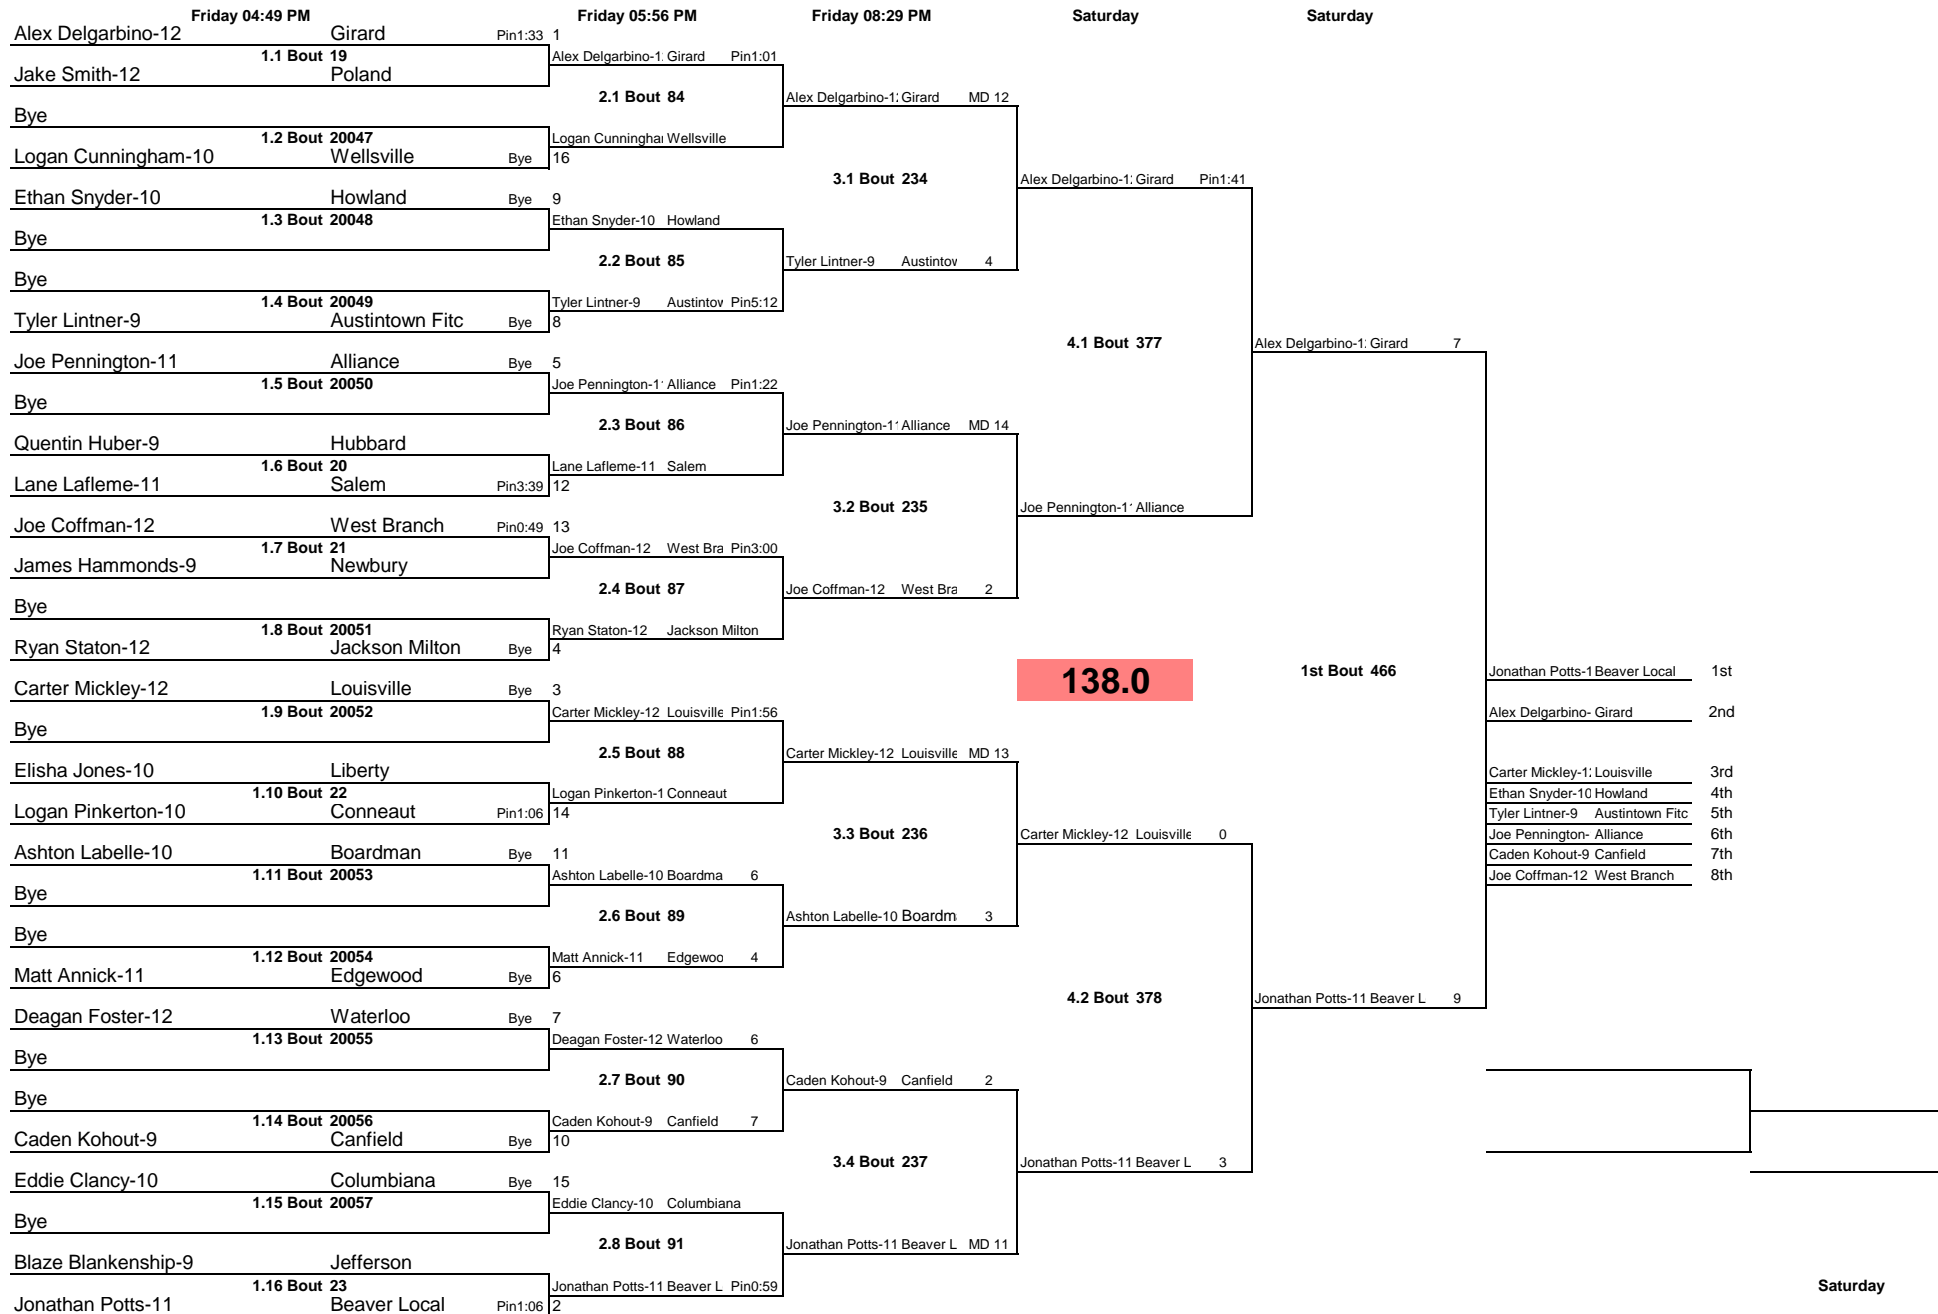 Friday 04:49 PM Friday 05:56 PM Friday 08:29 PM Saturday Saturday
Alex Delgarbino-12 Girard Pin1:33 1
1.1 Bout 19 Alex Delgarbino-1 Girard Pin1:01
Jake Smith-12 Poland
2.1 Bout 84 Alex Delgarbino-1 Girard MD 12
Bye
1.2 Bout 20047 Logan Cunningha Wellsville
Logan Cunningham-10 Wellsville Bye 16
3.1 Bout 234 Alex Delgarbino-1 Girard Pin1:41
Ethan Snyder-10 Howland Bye 9
1.3 Bout 20048 Ethan Snyder-10 Howland
Bye
2.2 Bout 85 Tyler Lintner-9 Austintov 4
Bye
1.4 Bout 20049 Tyler Lintner-9 Austintov Pin5:12
Tyler Lintner-9 Austintown Fitc Bye 8
4.1 Bout 377 Alex Delgarbino-1 Girard 7
Joe Pennington-11 Alliance Bye 5
1.5 Bout 20050 Joe Pennington-1 Alliance Pin1:22
Bye
2.3 Bout 86 Joe Pennington-1 Alliance MD 14
Quentin Huber-9 Hubbard
1.6 Bout 20 Lane Lafleme-11 Salem
Lane Lafleme-11 Salem Pin3:39 12
3.2 Bout 235 Joe Pennington-1 Alliance
Joe Coffman-12 West Branch Pin0:49 13
1.7 Bout 21 Joe Coffman-12 West Bra Pin3:00
James Hammonds-9 Newbury
2.4 Bout 87 Joe Coffman-12 West Bra 2
Bye
1.8 Bout 20051 Ryan Staton-12 Jackson Milton
Ryan Staton-12 Jackson Milton Bye 4
138.0 1st Bout 466 Jonathan Potts-1 Beaver Local 1st
Carter Mickley-12 Louisville Bye 3
1.9 Bout 20052 Carter Mickley-12 Louisville Pin1:56 Alex Delgarbino- Girard 2nd
Bye
2.5 Bout 88 Carter Mickley-12 Louisville MD 13
Elisha Jones-10 Liberty Carter Mickley-1 Louisville 3rd
1.10 Bout 22 Logan Pinkerton-1 Conneaut Ethan Snyder-10 Howland 4th
Logan Pinkerton-10 Conneaut Pin1:06 14 Tyler Lintner-9 Austintown Fitc 5th
3.3 Bout 236 Carter Mickley-12 Louisville 0 Joe Pennington- Alliance 6th
Ashton Labelle-10 Boardman Bye 11 Caden Kohout-9 Canfield 7th
1.11 Bout 20053 Ashton Labelle-10 Boardma 6 Joe Coffman-12 West Branch 8th
Bye
2.6 Bout 89 Ashton Labelle-10 Boardm 3
Bye
1.12 Bout 20054 Matt Annick-11 Edgewoo 4
Matt Annick-11 Edgewood Bye 6
4.2 Bout 378 Jonathan Potts-11 Beaver L 9
Deagan Foster-12 Waterloo Bye 7
1.13 Bout 20055 Deagan Foster-12 Waterloo 6
Bye
2.7 Bout 90 Caden Kohout-9 Canfield 2
Bye
1.14 Bout 20056 Caden Kohout-9 Canfield 7
Caden Kohout-9 Canfield Bye 10
3.4 Bout 237 Jonathan Potts-11 Beaver L 3
Eddie Clancy-10 Columbiana Bye 15
1.15 Bout 20057 Eddie Clancy-10 Columbiana
Bye
2.8 Bout 91 Jonathan Potts-11 Beaver L MD 11
Blaze Blankenship-9 Jefferson
1.16 Bout 23 Jonathan Potts-11 Beaver L Pin0:59 Saturday
Jonathan Potts-11 Beaver Local Pin1:06 2